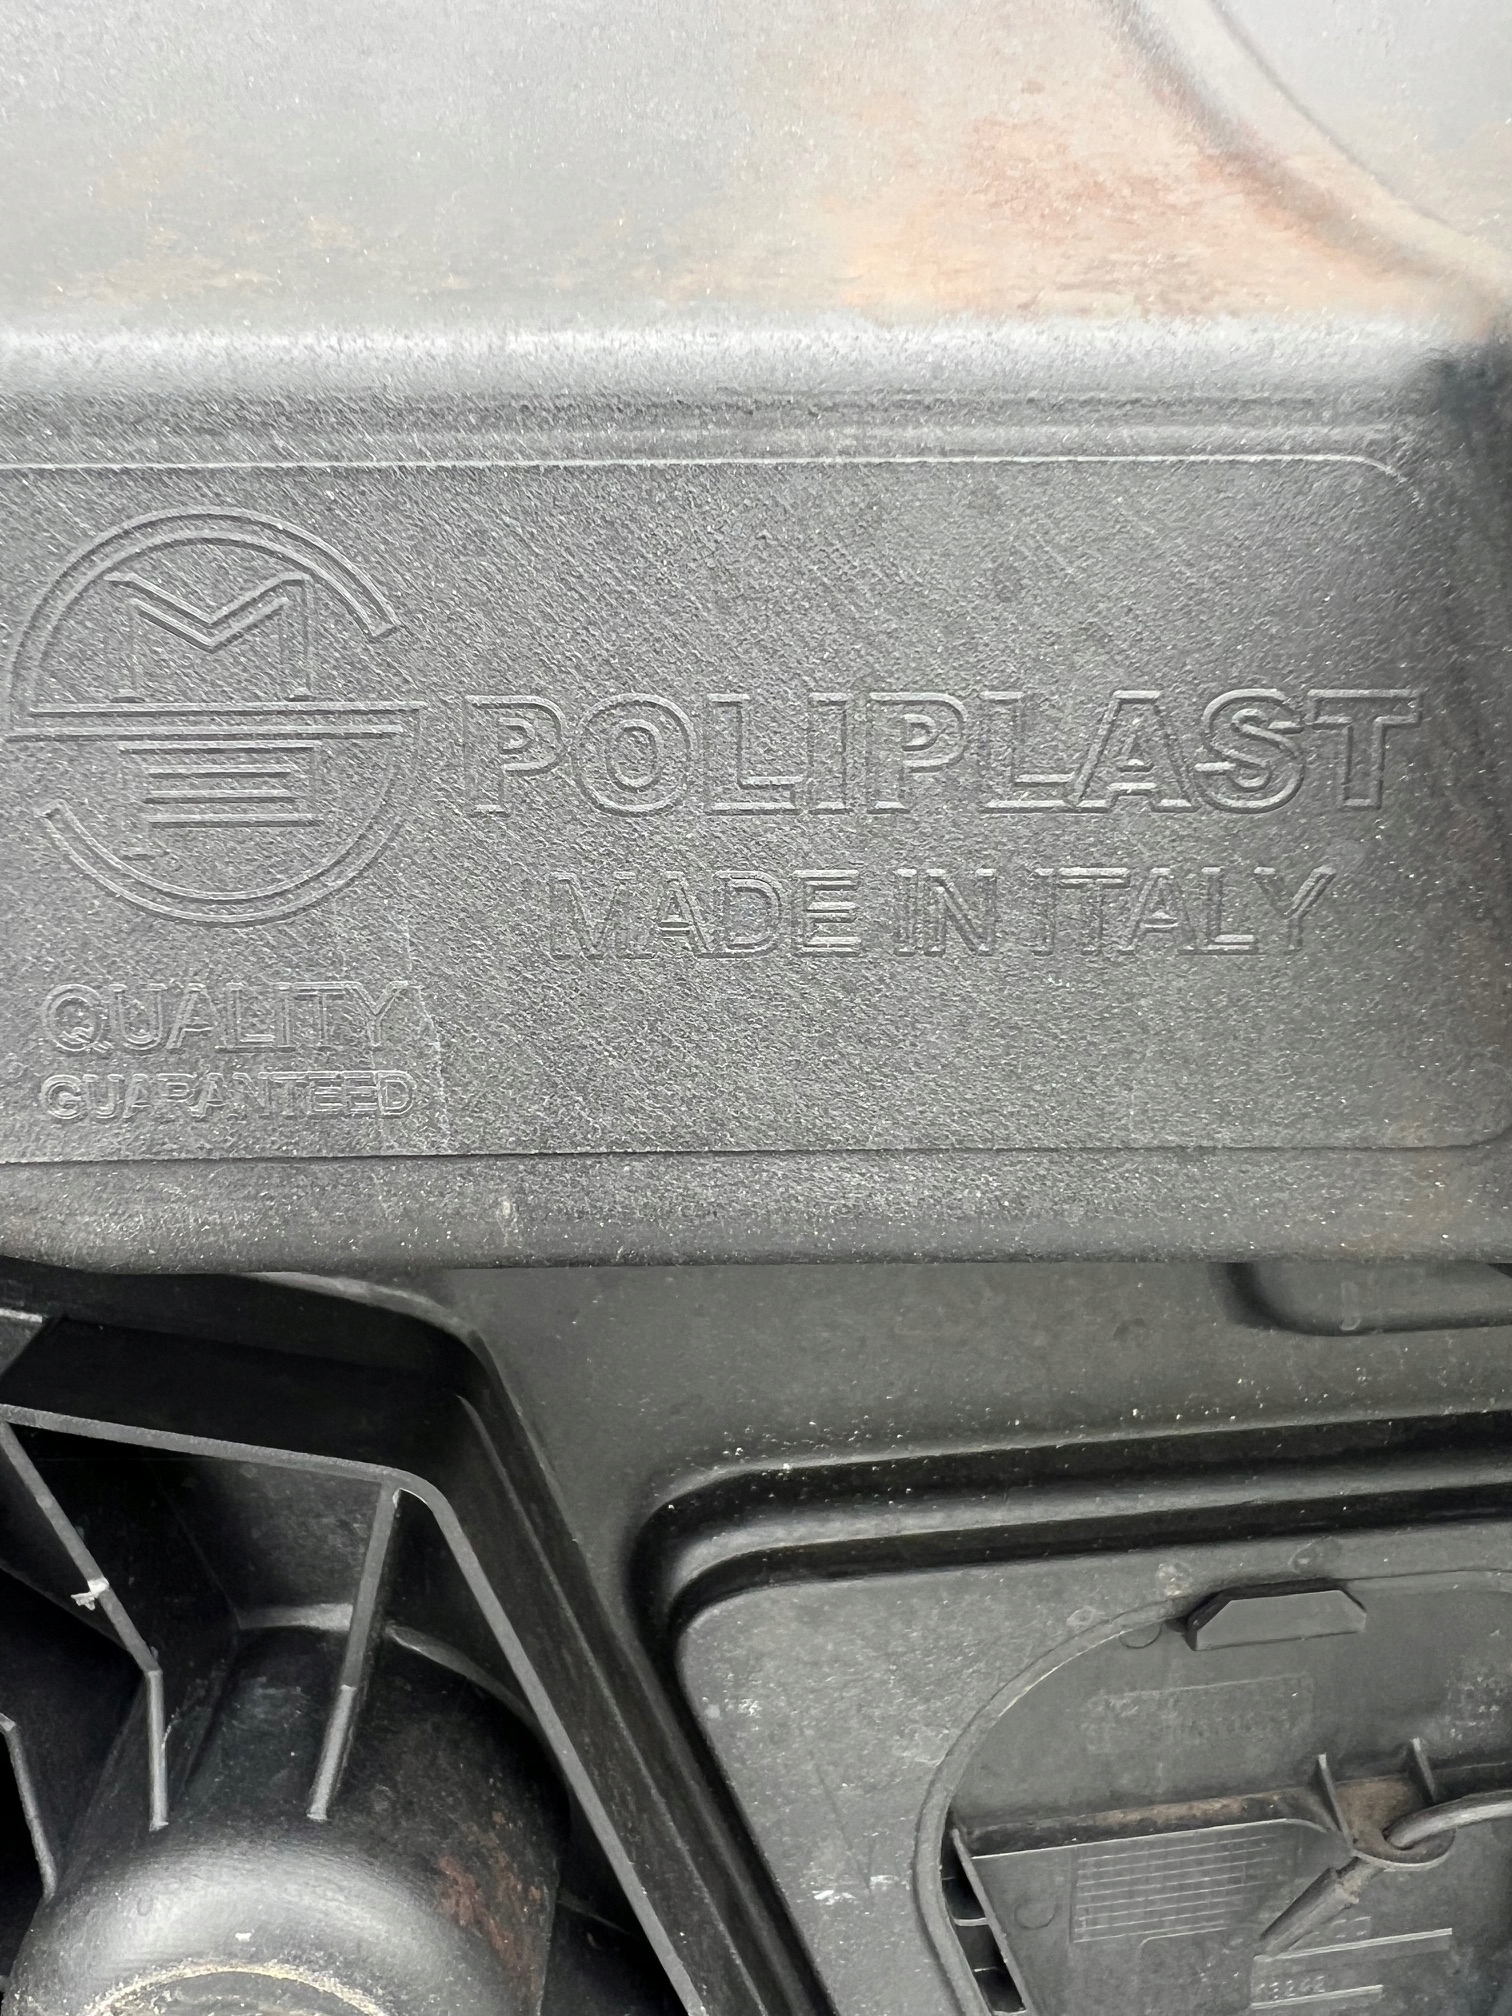 M
POLIPLAST
MADE IN ITALY
QUALITY
GUARANTEED